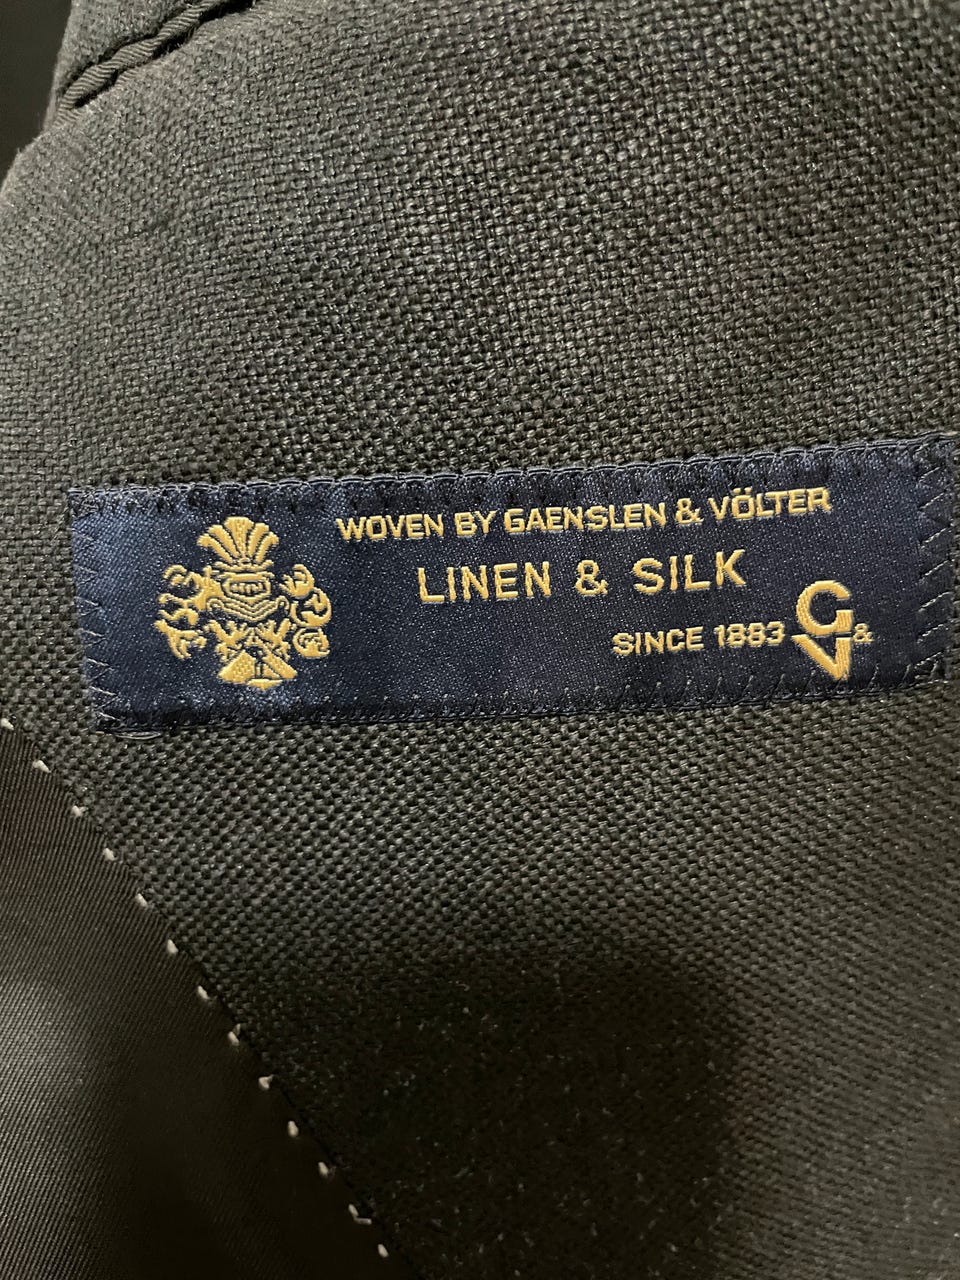 WOVEN BY GAENSLEN & VÖLTER
LINEN & SILK
SINCE 1883
G&V